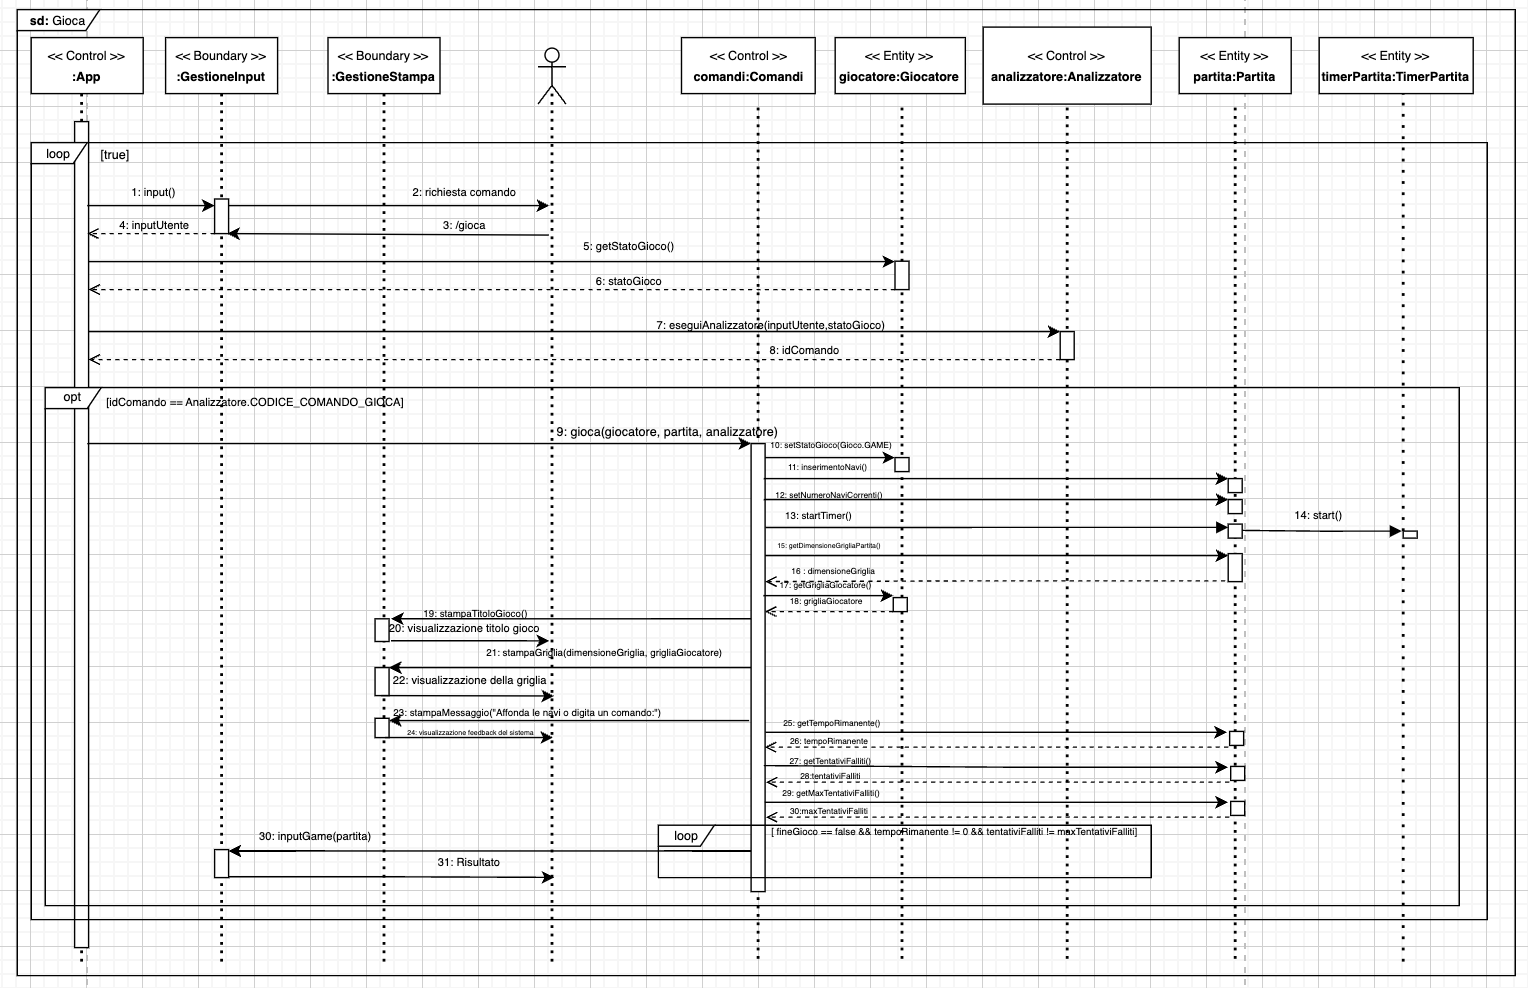 sd: Gioca
<< Control >>
:App
<< Boundary >>
:GestioneInput
<< Boundary >>
:GestioneStampa
<< Control >>
comandi:Comandi
<< Entity >>
giocatore:Giocatore
<< Control >>
analizzatore:Analizzatore
<< Entity >>
partita:Partita
<< Entity >>
timerPartita:TimerPartita
loop
[true]
1: input()
2: richiesta comando
4: inputUtente
3: /gioca
5: getStatoGioco()
6: statoGioco
7: eseguiAnalizzatore(inputUtente,statoGioco)
8: idComando
opt
[idComando == Analizzatore.CODICE_COMANDO_GIOCA]
9: gioca(giocatore, partita, analizzatore)
10: setStatoGioco(Gioco.GAME)
11: inserimentoNavi()
12: setNumeroNaviCorrenti()
13: startTimer()
14: start()
15: getDimensioneGrigliaPartita()
16 : dimensioneGriglia
17: getGrigliaGiocatore()
18: grigliaGiocatore
19: stampaTitoloGioco()
20: visualizzazione titolo gioco
21: stampaGriglia(dimensioneGriglia, grigliaGiocatore)
22: visualizzazione della griglia
23: stampaMessaggio("Affonda le navi o digita un comando:")
24: visualizzazione feedback del sistema
25: getTempoRimanente()
26: tempoRimanente
27: getTentativiFalliti()
28:tentativiFalliti
29: getMaxTentativiFalliti()
30:maxTentativiFalliti
loop
[ fineGioco == false && tempoRimanente != 0 && tentativiFalliti != maxTentativiFalliti]
30: inputGame(partita)
31: Risultato